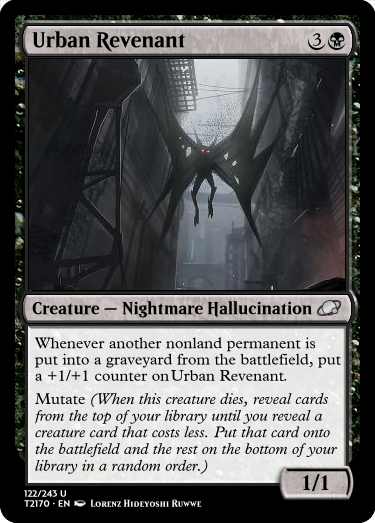 Urban Revenant 3
Creature — Nightmare Hallucination
Whenever another nonland permanent is
put into a graveyard from the battlefield, put
a +1/+1 counter on Urban Revenant.
Mutate (When this creature dies, reveal cards
from the top of your library until you reveal a
creature card that costs less. Put that card onto
the battlefield and the rest on the bottom of your
library in a random order.)
1/1
122/243 U
T2170 · EN Lorenz Hideyoshi Ruwwe